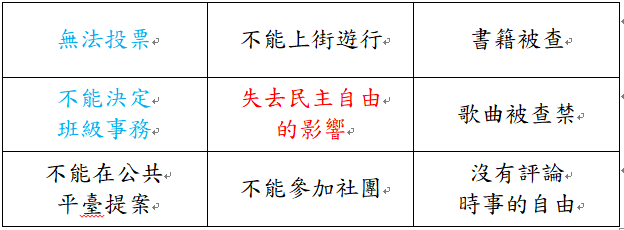 無法投票
不能上街遊行
書籍被查
不能決定
班級事務
失去民主自由
的影響
歌曲被查禁
不能在公共
平臺提案
不能參加社團
沒有評論
時事的自由